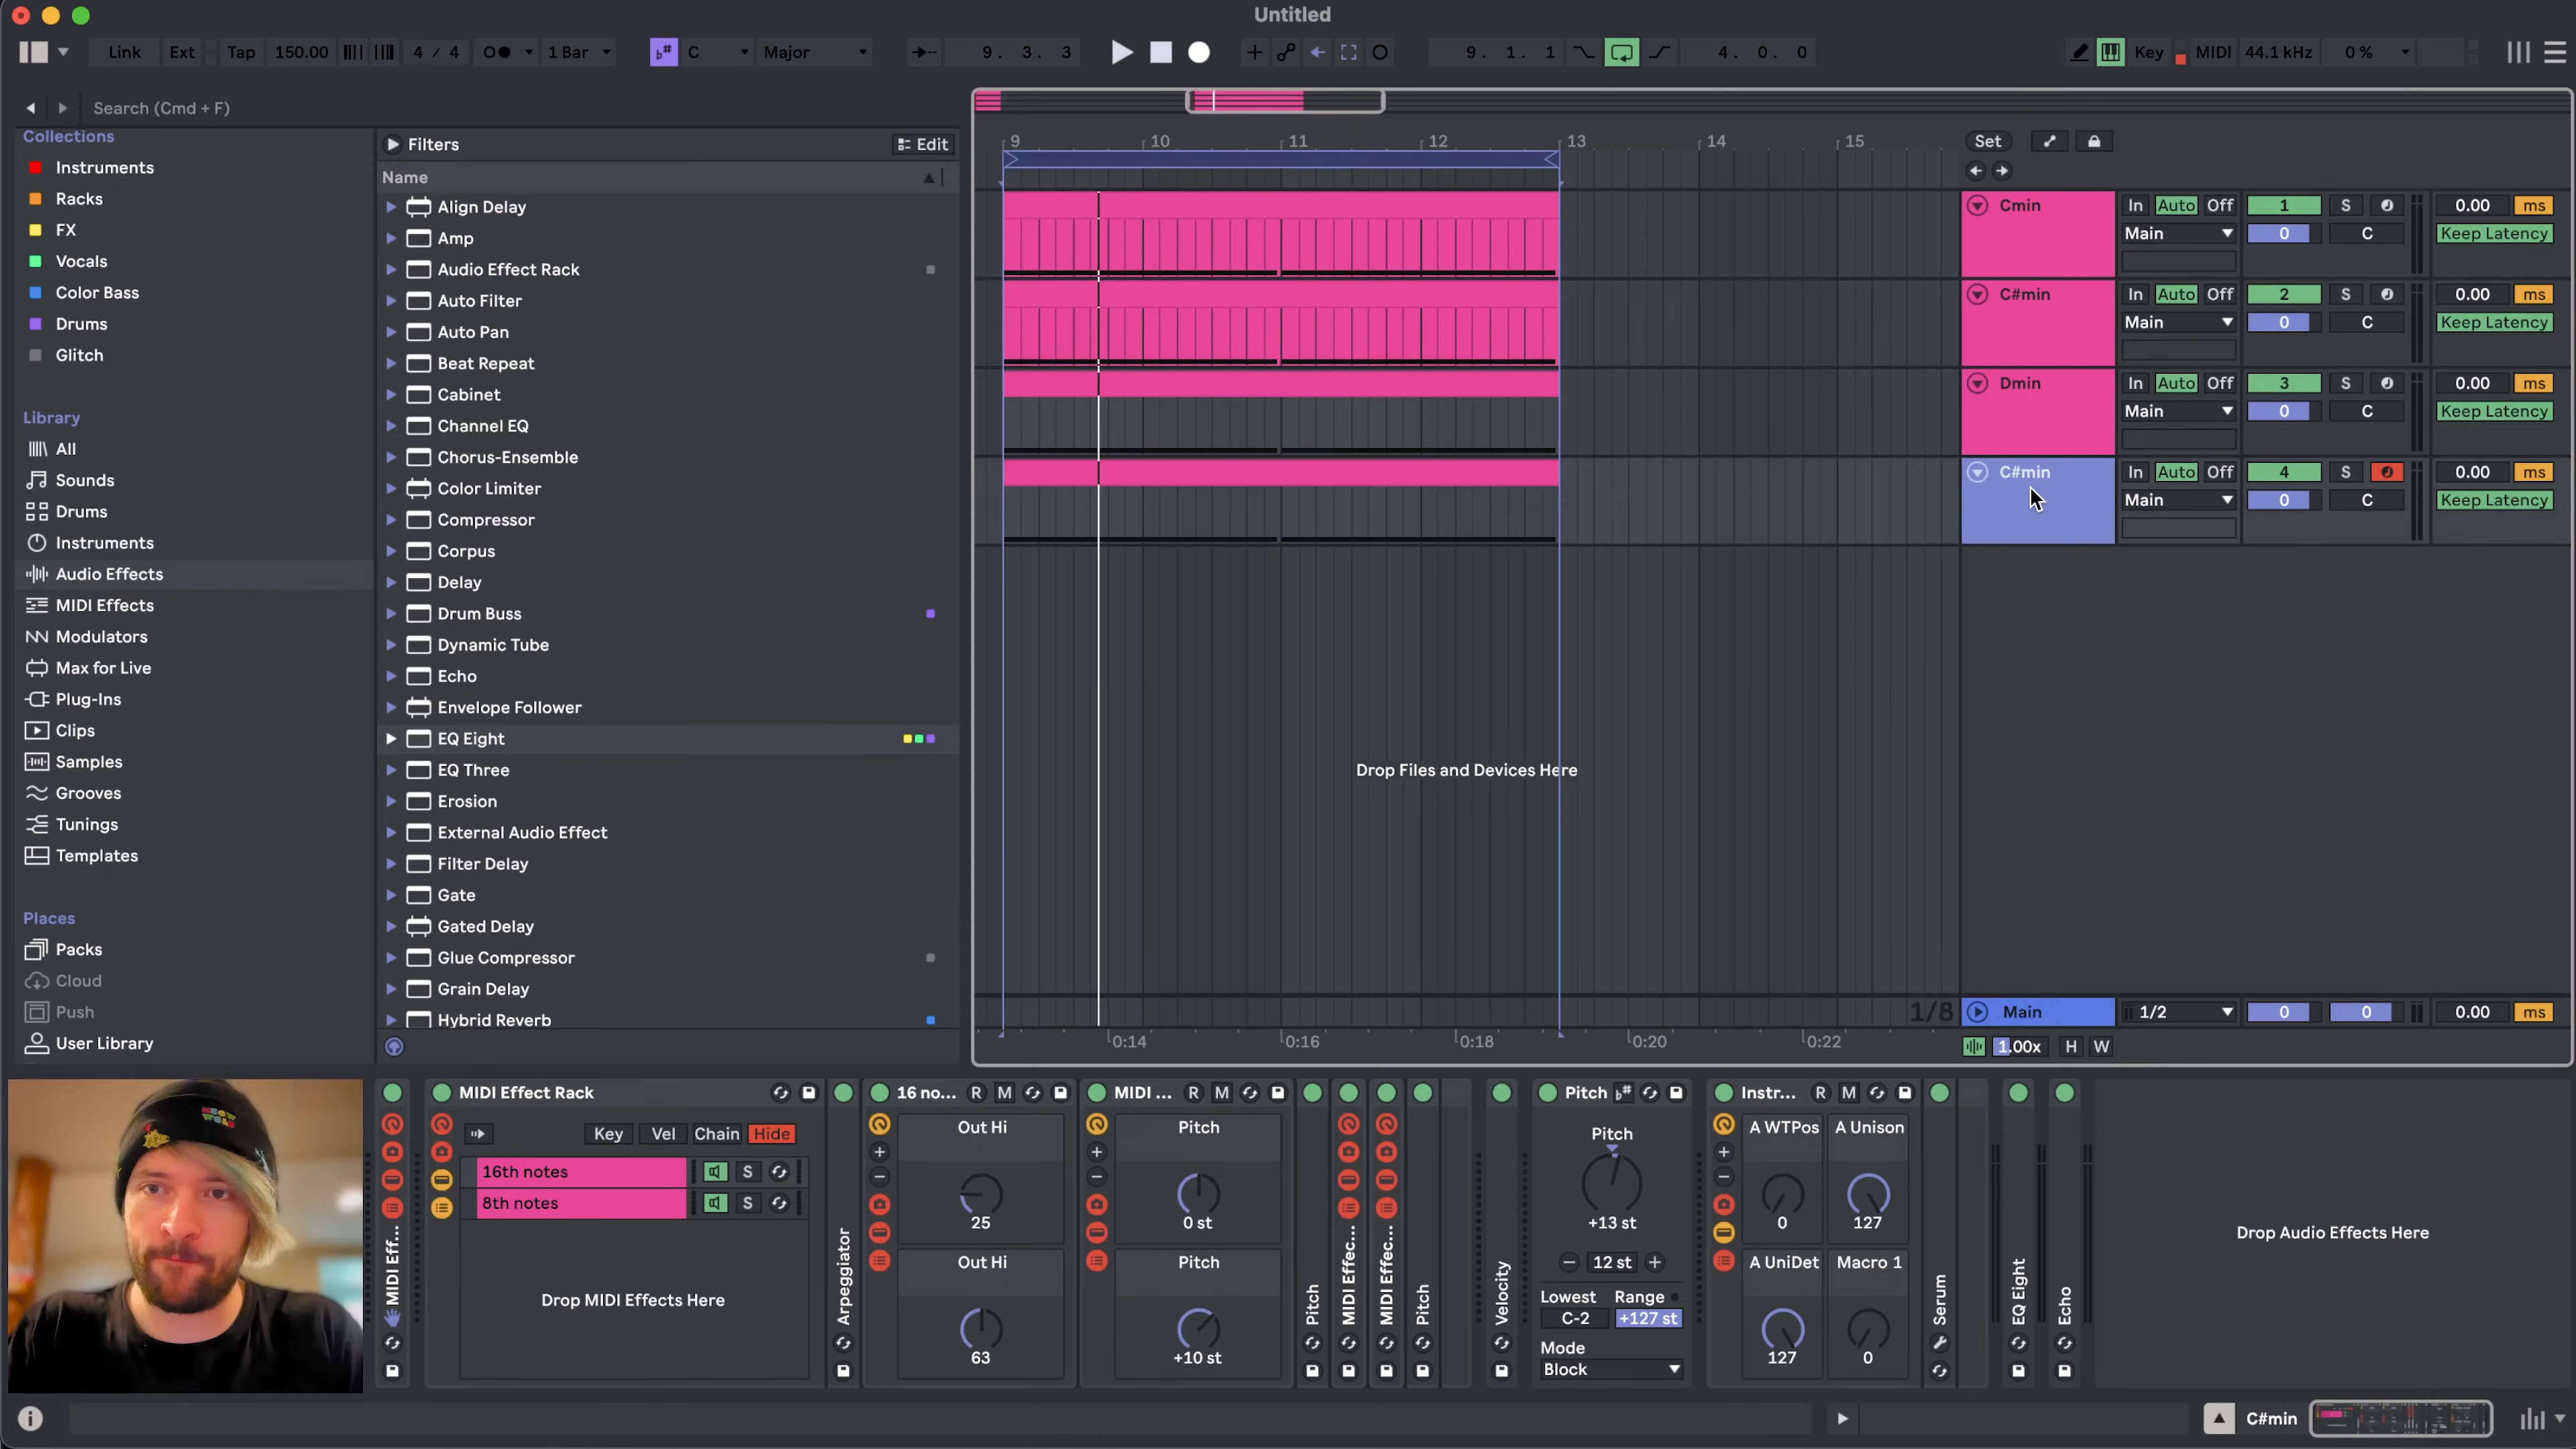 Untitled
Link Ext Tap 150.00 4 / 4 1 Bar C Major 9. 3. 3 9. 1. 1 4. 0. 0 Key MIDI 44.1 kHz 0 %
Search (Cmd + F)
Collections
Instruments
Racks
FX
Vocals
Color Bass
Drums
Glitch
Library
All
Sounds
Drums
Instruments
Audio Effects
MIDI Effects
Modulators
Max for Live
Plug-Ins
Clips
Samples
Grooves
Tunings
Templates
Places
Packs
Cloud
Push
User Library
Filters Edit
Name
Align Delay
Amp
Audio Effect Rack
Auto Filter
Auto Pan
Beat Repeat
Cabinet
Channel EQ
Chorus-Ensemble
Color Limiter
Compressor
Corpus
Delay
Drum Buss
Dynamic Tube
Echo
Envelope Follower
EQ Eight
EQ Three
Erosion
External Audio Effect
Filter Delay
Gate
Gated Delay
Glue Compressor
Grain Delay
Hybrid Reverb
9 10 11 12 13 14 15
Set
Cmin In Auto Off 1 S 0.00 ms
Main 0 C Keep Latency
C#min In Auto Off 2 S 0.00 ms
Main 0 C Keep Latency
Dmin In Auto Off 3 S 0.00 ms
Main 0 C Keep Latency
C#min In Auto Off 4 S 0.00 ms
Main 0 C Keep Latency
Drop Files and Devices Here
1/8 Main 1/2 0 0 0.00 ms
0:14 0:16 0:18 0:20 0:22 1.00x H W
MIDI Eff...
MIDI Effect Rack
Key Vel Chain Hide
16th notes S
8th notes S
Drop MIDI Effects Here
Arpeggiator
16 no... R M
Out Hi
25
Out Hi
63
MIDI ... R M
Pitch
0 st
Pitch
+10 st
Pitch
MIDI Effec...
MIDI Effec...
Pitch
Velocity
Pitch
Pitch
+13 st
12 st
Lowest Range
C-2 +127 st
Mode
Block
Instr... R M
A WTPos A Unison
0 127
A UniDet Macro 1
127 0
Serum
EQ Eight
Echo
Drop Audio Effects Here
C#min